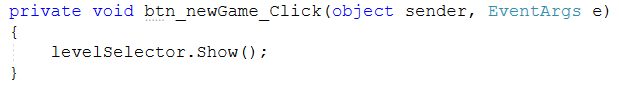 private void btn_newGame_Click(object sender, EventArgs e)
{
    levelSelector.Show();
}